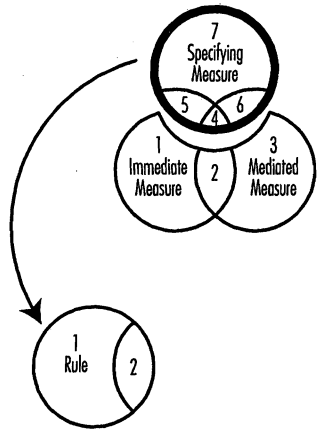 7
Specifying
Measure
5
6
4
1
Immediate
Measure
2
3
Mediated
Measure
1
Rule
2